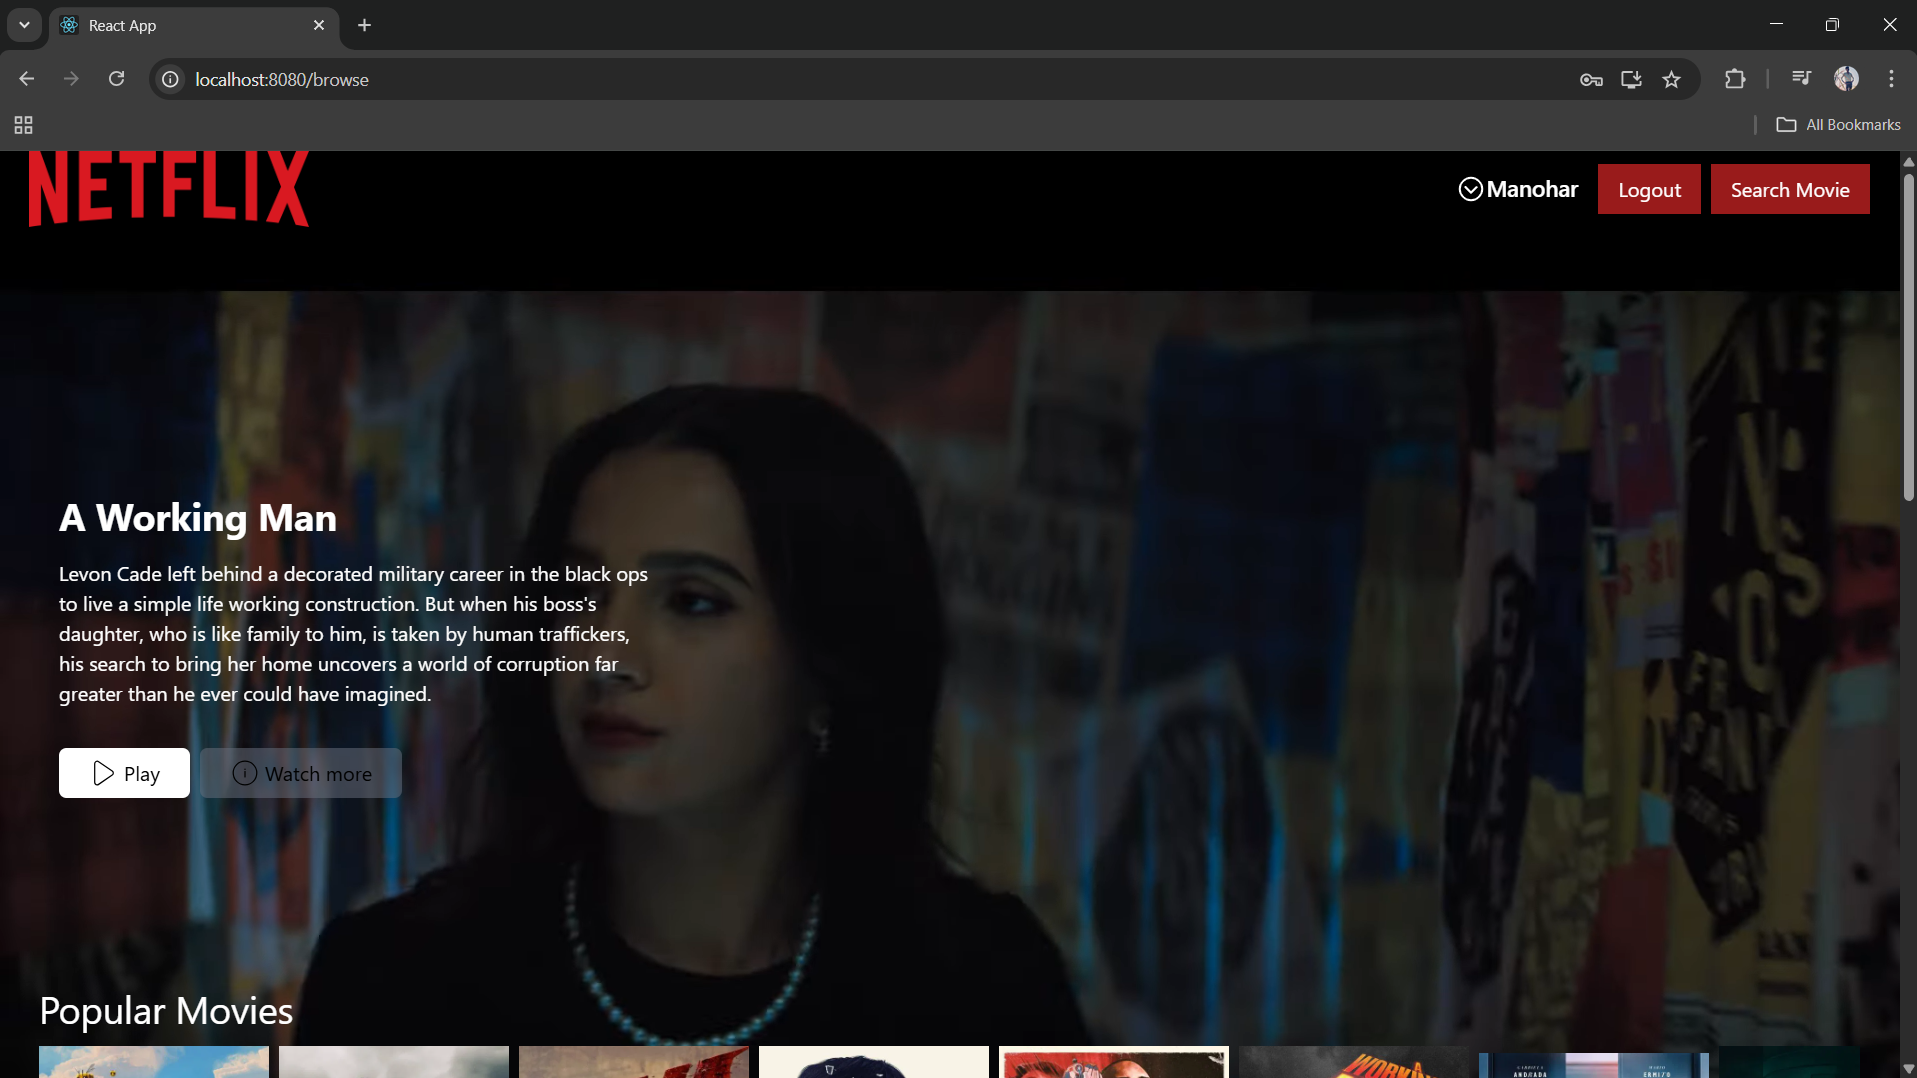 React App
localhost:8080/browse
All Bookmarks
NETFLIX
Manohar
Logout
Search Movie
A Working Man
Levon Cade left behind a decorated military career in the black ops
to live a simple life working construction. But when his boss's
daughter, who is like family to him, is taken by human traffickers,
his search to bring her home uncovers a world of corruption far
greater than he ever could have imagined.
Play
Watch more
Popular Movies